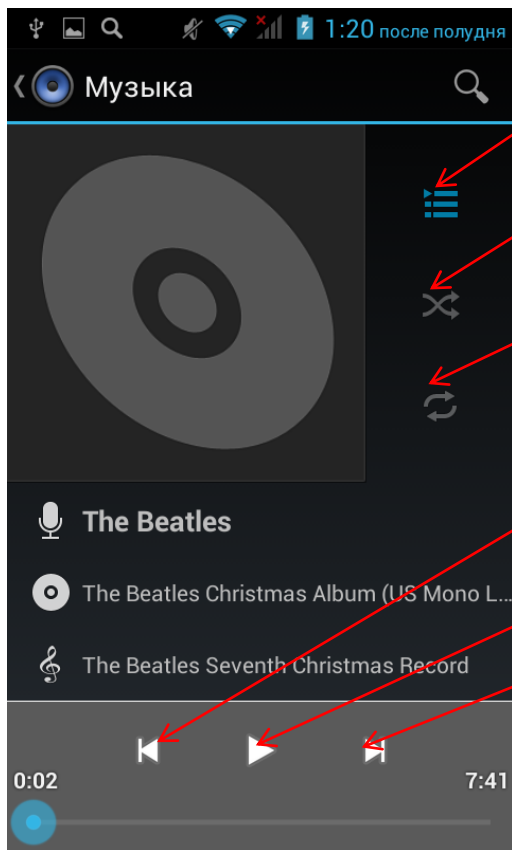 1:20 после полудня
Музыка
The Beatles
The Beatles Christmas Album (US Mono L...
The Beatles Seventh Christmas Record
0:02
7:41